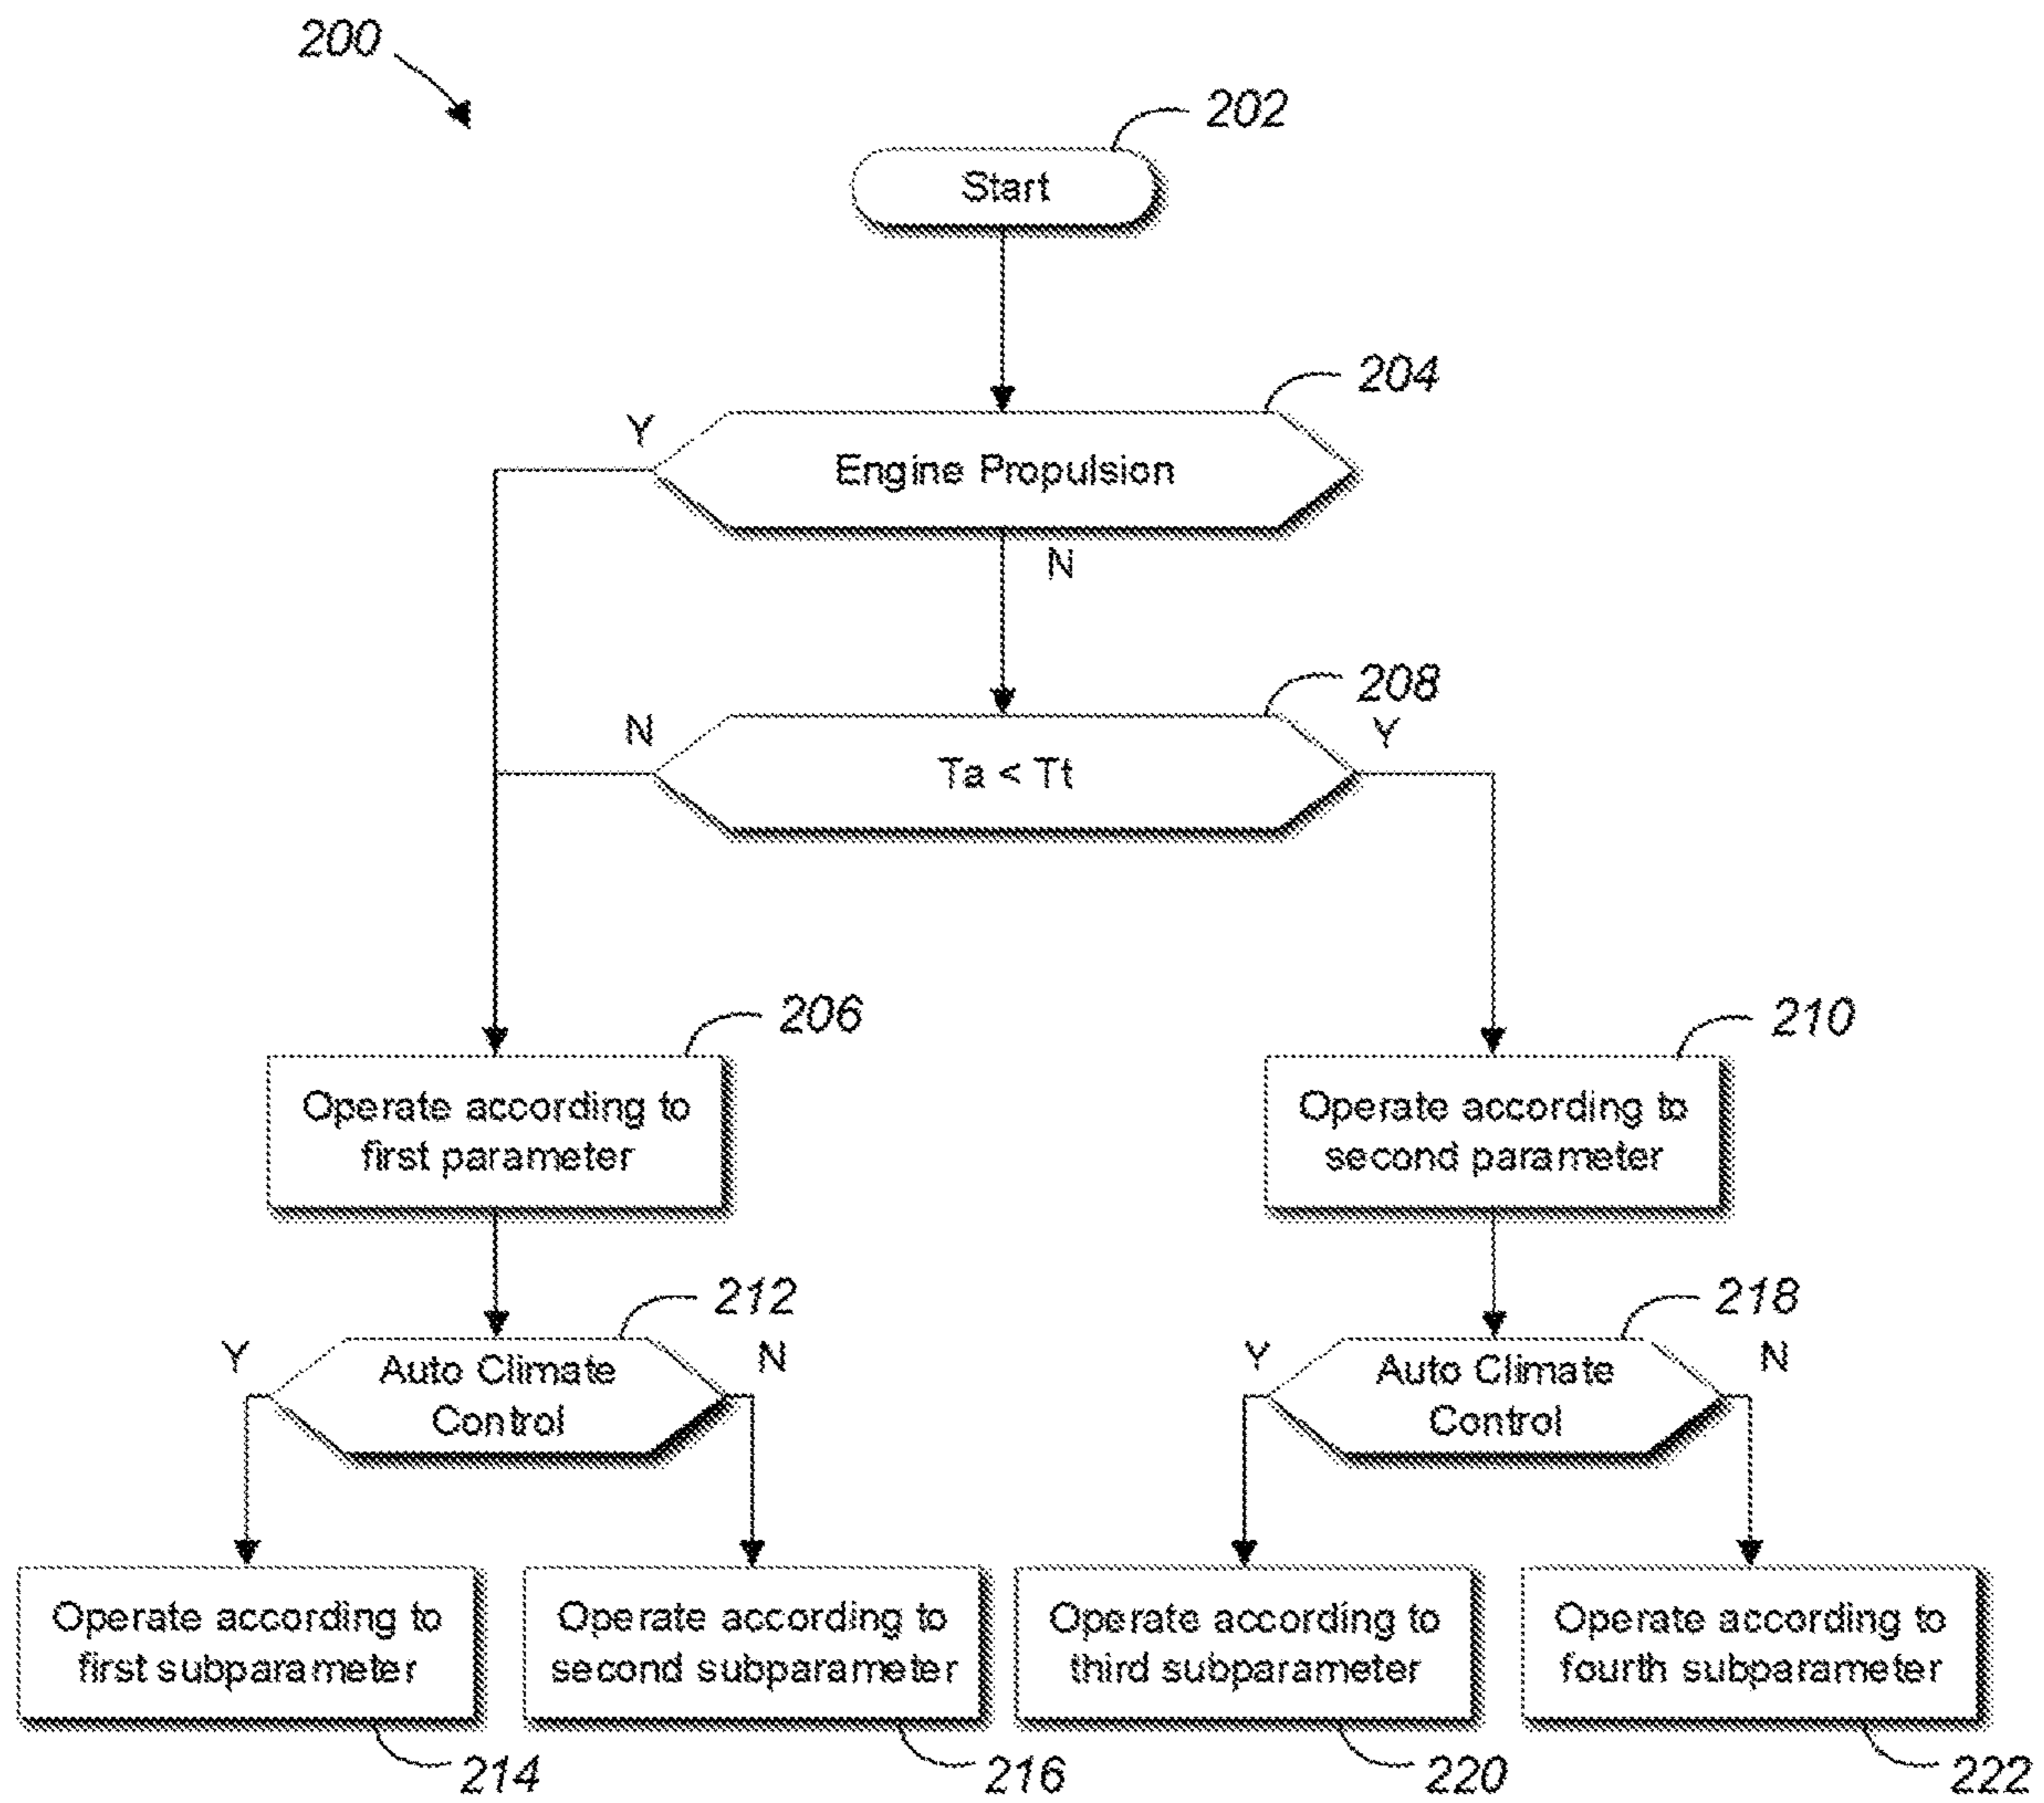 200
202
Start
204
Y
Engine Propulsion
N
208
N
Y
Ta < Tt
206
210
Operate according to
first parameter
Operate according to
second parameter
212
218
Y
N
Auto Climate
Control
Y
N
Auto Climate
Control
Operate according to
first subparameter
Operate according to
second subparameter
Operate according to
third subparameter
Operate according to
fourth subparameter
214
216
220
222